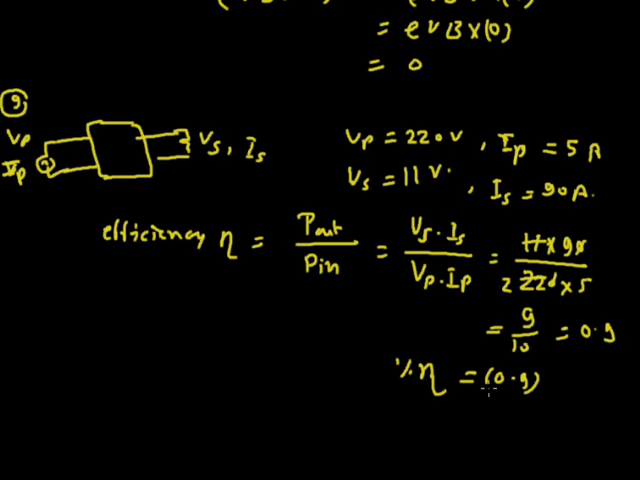 = e v B x (0)
= 0
9
Vp
Ip
Vs, Is
Vp = 220 V, Ip = 5 A
Vs = 11 V. , Is = 90 A.
efficiency η = Pout / Pin = Vs. Is / Vp. Ip = 11 x 90 / 2 220 x 5
= 9 / 10 = 0.9
% η = (0.9)